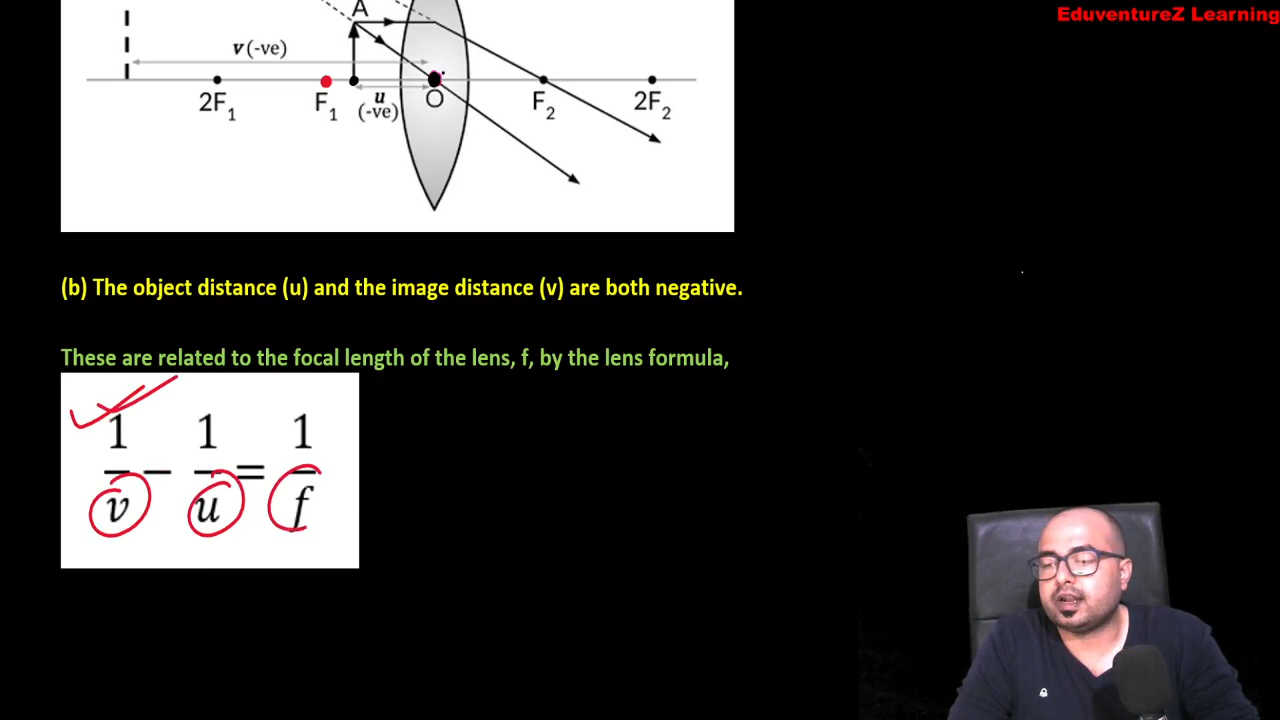 EduventureZ Learning
A
v (-ve)
2F1 F1 u (-ve) O F2 2F2
(b) The object distance (u) and the image distance (v) are both negative.
These are related to the focal length of the lens, f, by the lens formula,
1/v − 1/u = 1/f